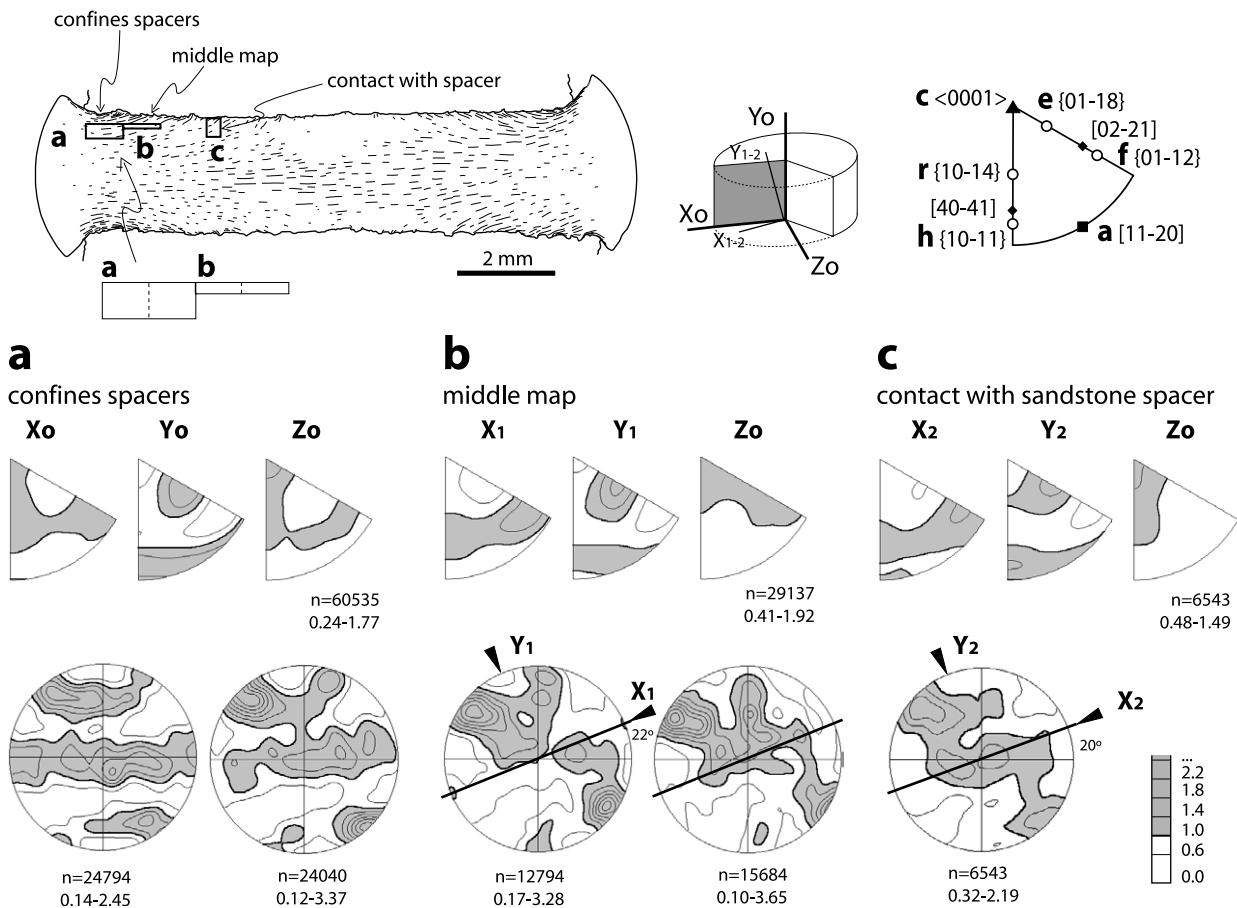 confines spacers
middle map
contact with spacer
a
b
c
2 mm
a
b
Yo
Y1-2
Xo
X1-2
Zo
c <0001>
e {01-18}
[02-21]
f {01-12}
r {10-14}
[40-41]
h {10-11}
a [11-20]
a
confines spacers
Xo Yo Zo
n=60535
0.24-1.77
n=24794
0.14-2.45
n=24040
0.12-3.37
b
middle map
X1 Y1 Zo
n=29137
0.41-1.92
Y1
X1
22º
n=12794
0.17-3.28
n=15684
0.10-3.65
c
contact with sandstone spacer
X2 Y2 Zo
n=6543
0.48-1.49
Y2
X2
20º
n=6543
0.32-2.19
...
2.2
1.8
1.4
1.0
0.6
0.0